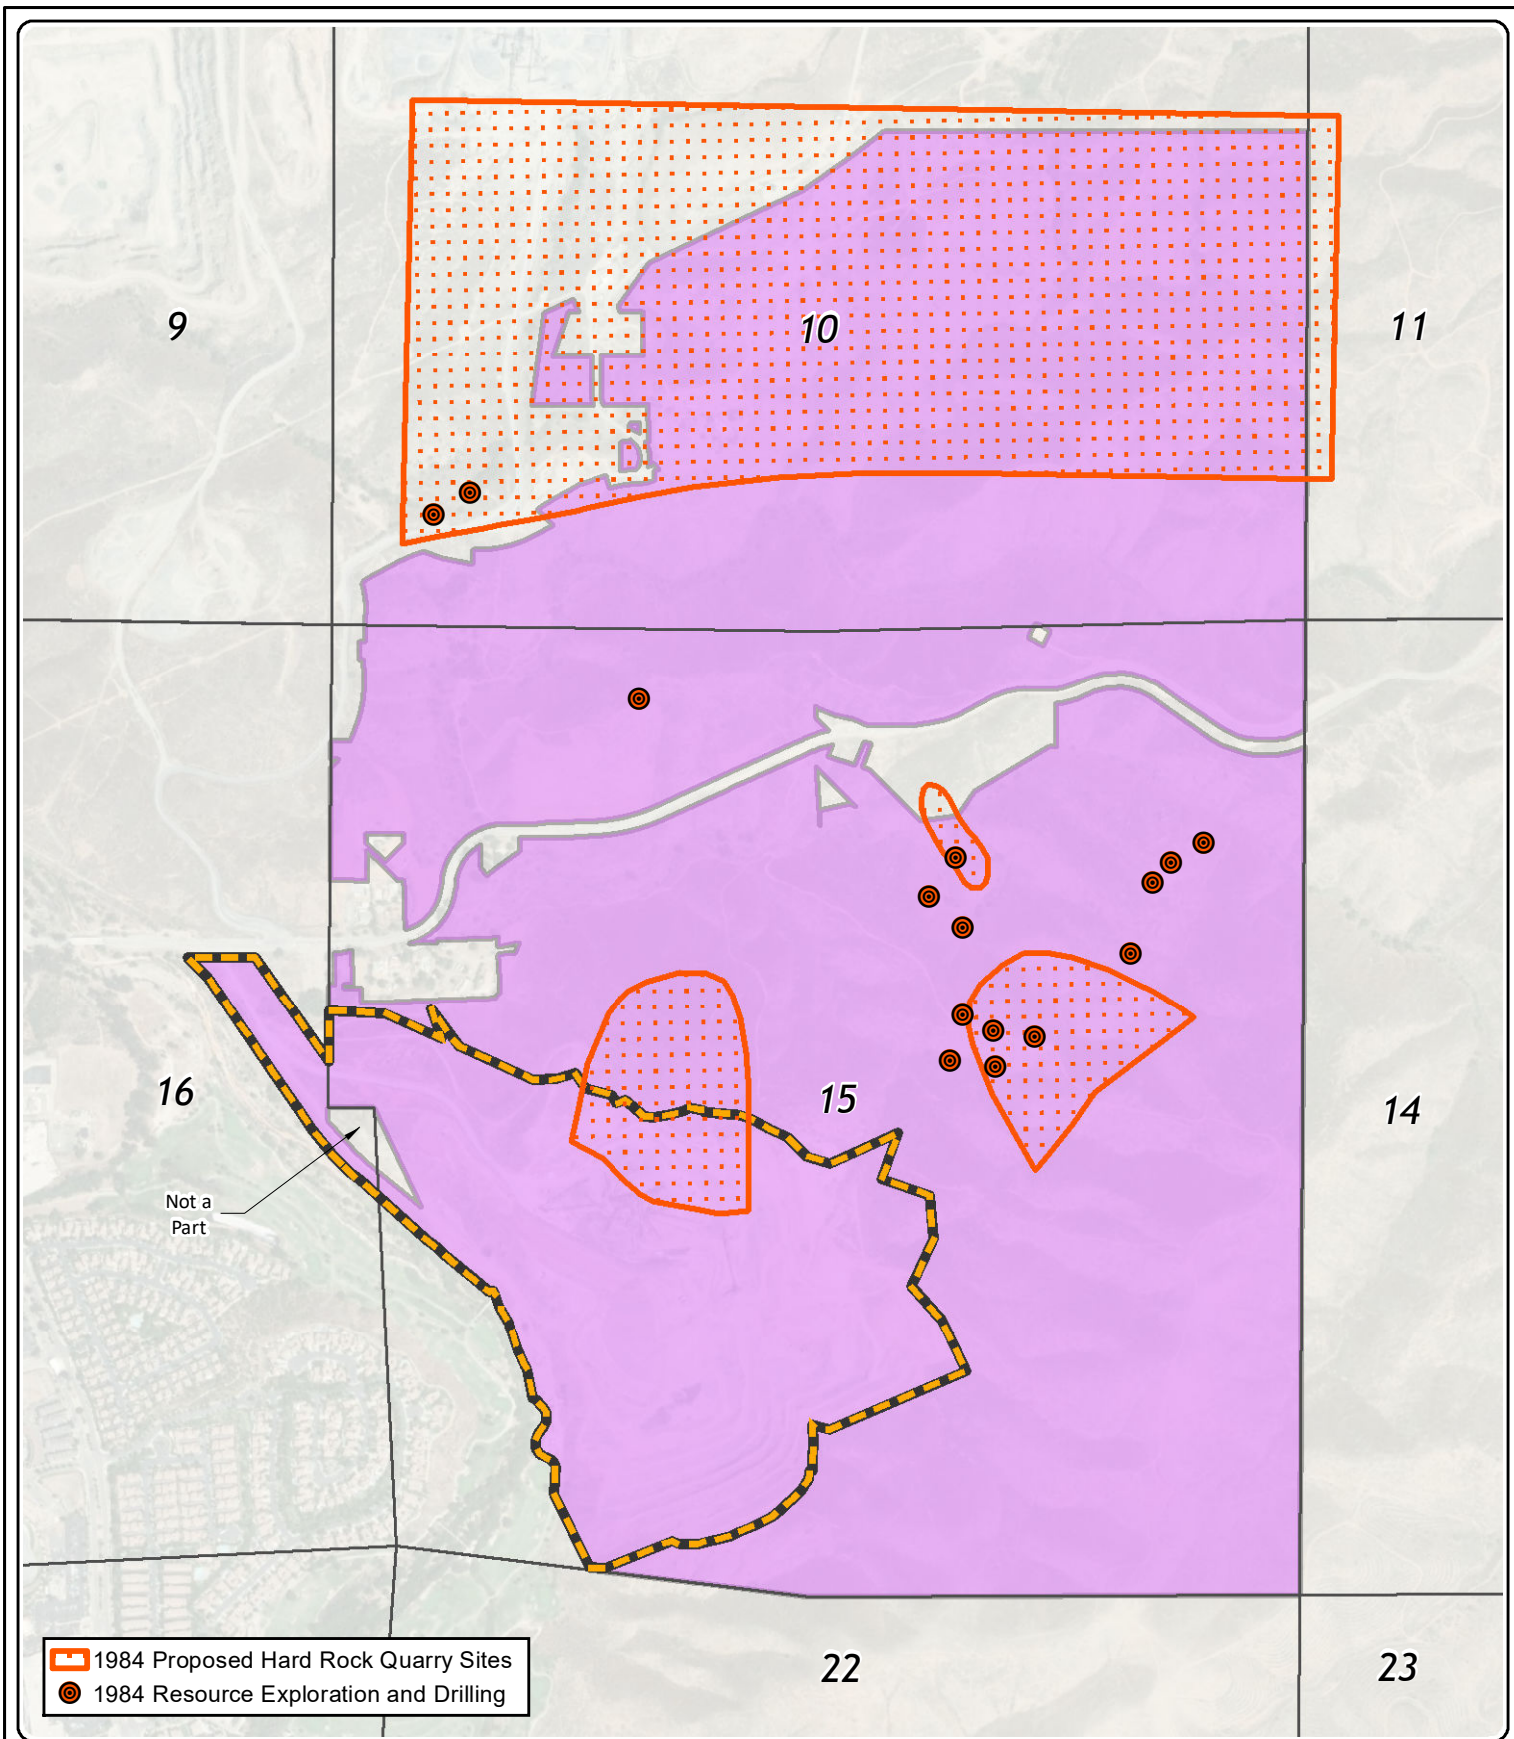 9
10
11
16
15
14
Not a
Part
22
23
1984 Proposed Hard Rock Quarry Sites
1984 Resource Exploration and Drilling